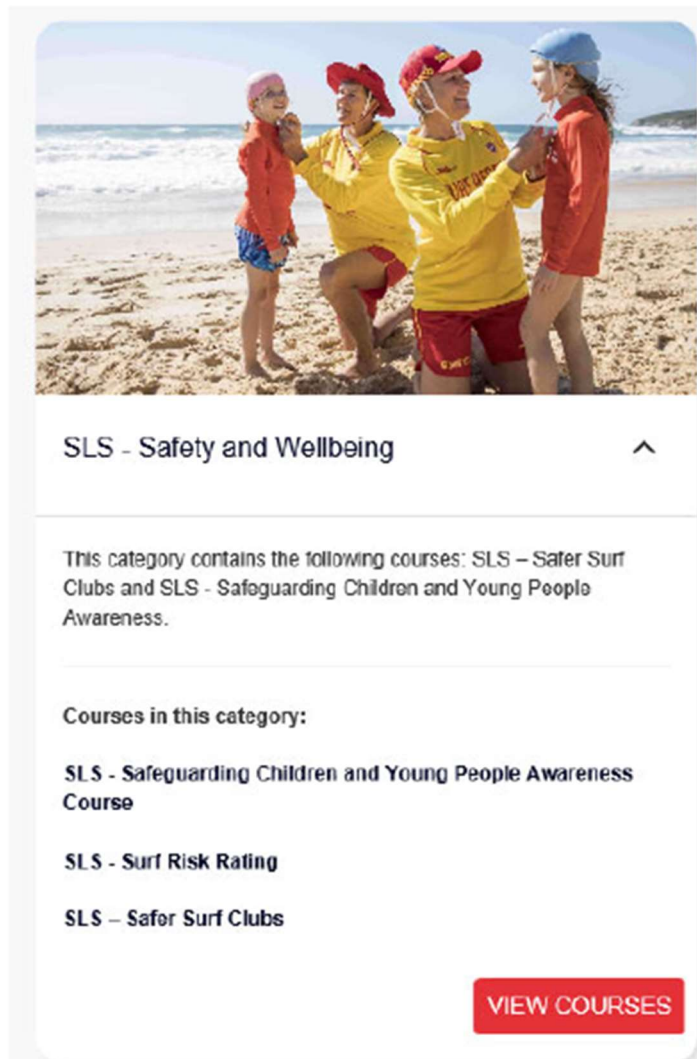 SLS - Safety and Wellbeing
This category contains the following courses: SLS – Safer Surf
Clubs and SLS - Safeguarding Children and Young People
Awareness.
Courses in this category:
SLS - Safeguarding Children and Young People Awareness
Course
SLS - Surf Risk Rating
SLS – Safer Surf Clubs
VIEW COURSES